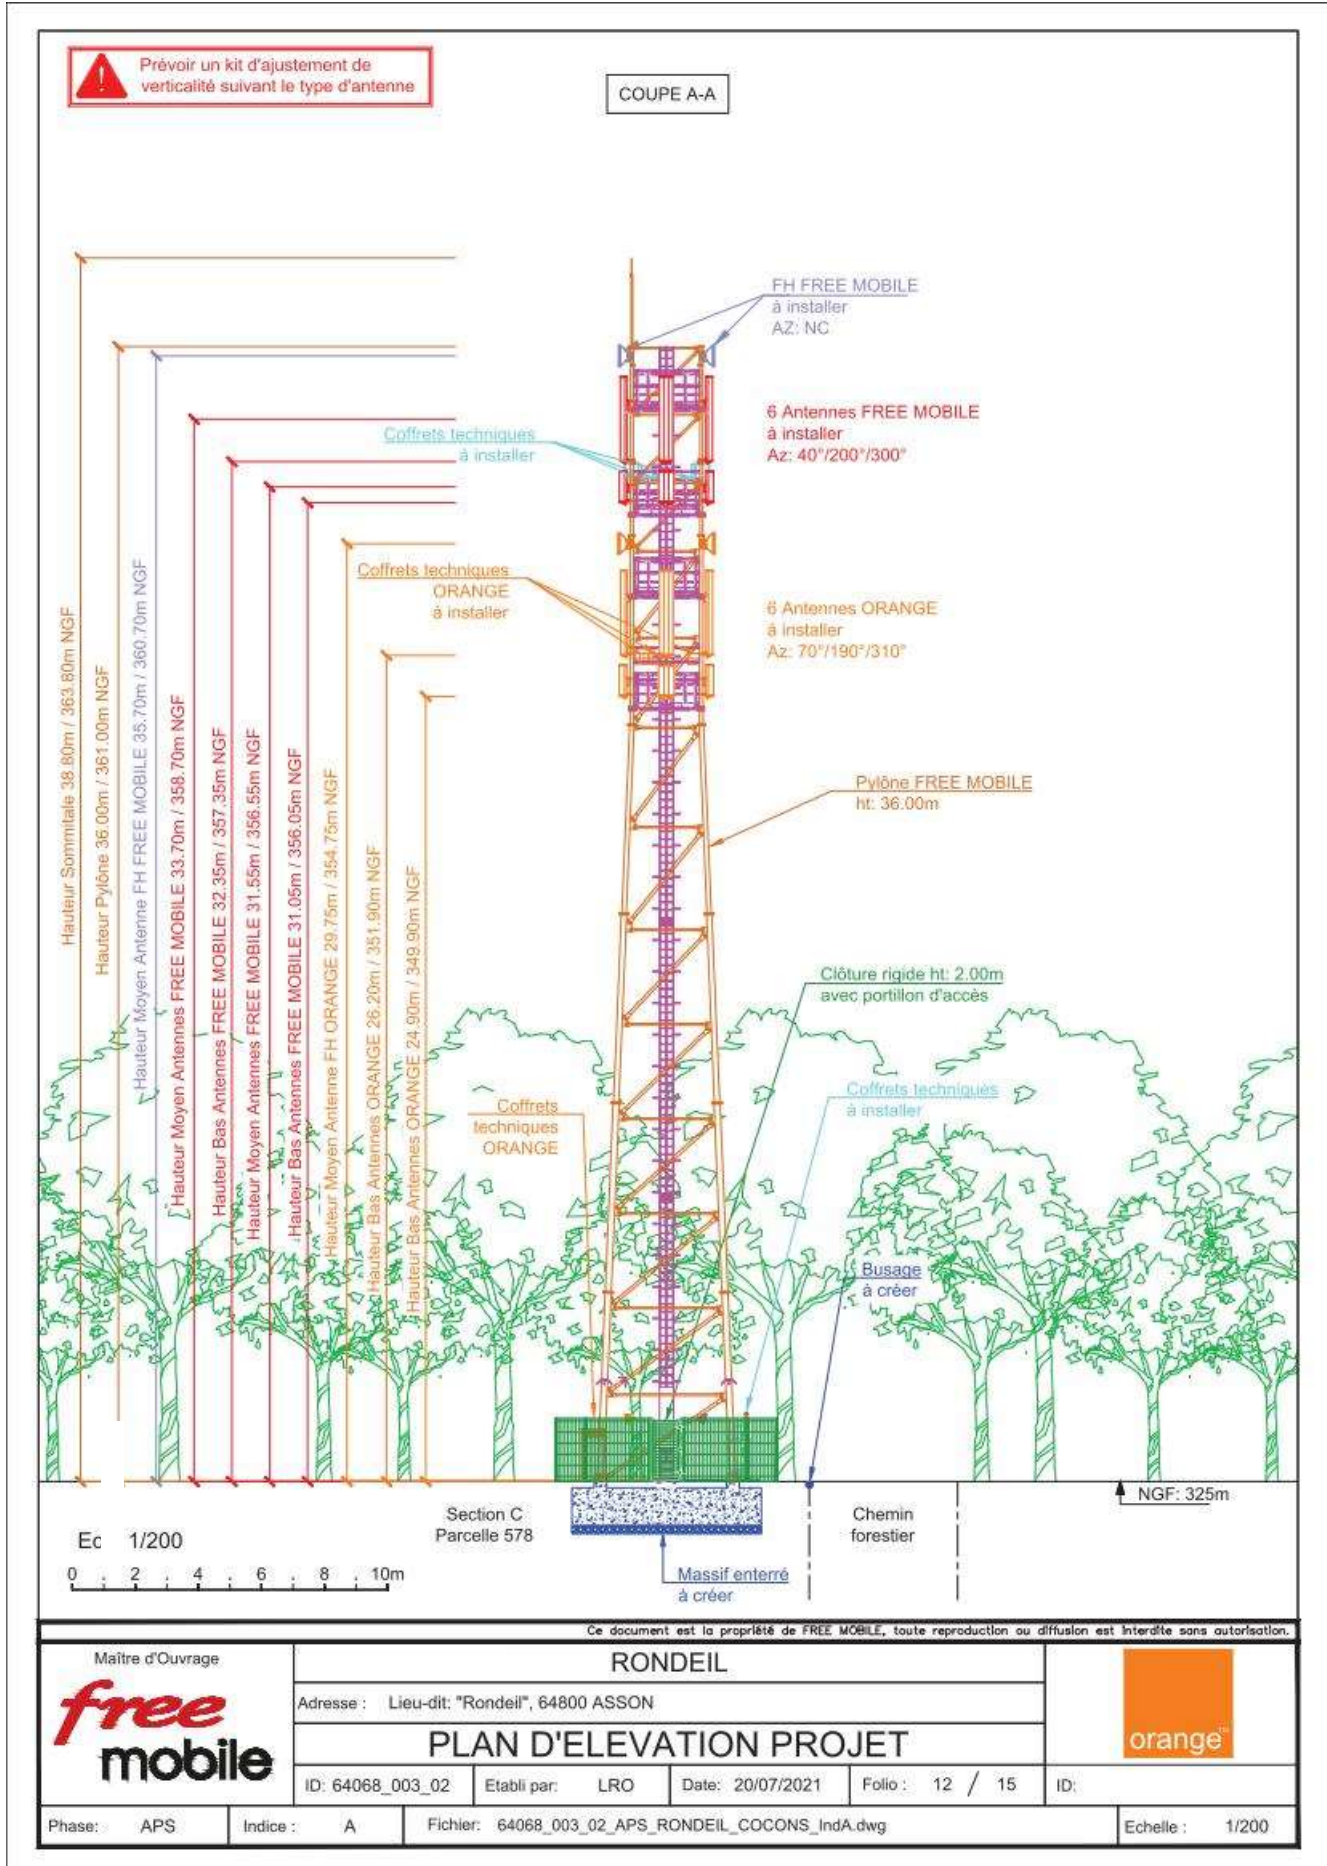 Prévoir un kit d'ajustement de
verticalité suivant le type d'antenne
COUPE A-A
FH FREE MOBILE
à installer
AZ: NC
6 Antennes FREE MOBILE
à installer
Az: 40°/200°/300°
Coffrets techniques
à installer
Coffrets techniques
ORANGE
à installer
6 Antennes ORANGE
à installer
Az: 70°/190°/310°
Hauteur Sommitale 38.80m / 363.80m NGF
Hauteur Pylône 36.00m / 361.00m NGF
Hauteur Moyen Antenne FH FREE MOBILE 35.70m / 360.70m NGF
Hauteur Moyen Antennes FREE MOBILE 33.70m / 358.70m NGF
Hauteur Bas Antennes FREE MOBILE 32.35m / 357.35m NGF
Hauteur Moyen Antennes FREE MOBILE 31.55m / 356.55m NGF
Hauteur Bas Antennes FREE MOBILE 31.05m / 356.05m NGF
Hauteur Moyen Antenne FH ORANGE 29.75m / 354.75m NGF
Hauteur Bas Antennes ORANGE 26.20m / 351.90m NGF
Hauteur Bas Antennes ORANGE 24.90m / 349.90m NGF
Pylône FREE MOBILE
ht: 36.00m
Clôture rigide ht: 2.00m
avec portillon d'accès
Coffrets
techniques
ORANGE
Coffrets techniques
à installer
Busage
à créer
NGF: 325m
Section C
Parcelle 578
Chemin
forestier
Massif enterré
à créer
Ec 1/200
0 2 4 6 8 10m
Ce document est la propriété de FREE MOBILE, toute reproduction ou diffusion est interdite sans autorisation.
Maître d'Ouvrage
free
mobile
RONDEIL
Adresse : Lieu-dit: "Rondeil", 64800 ASSON
PLAN D'ELEVATION PROJET
orange™
ID: 64068_003_02 Etabli par: LRO Date: 20/07/2021 Folio : 12 / 15 ID:
Phase: APS Indice : A Fichier: 64068_003_02_APS_RONDEIL_COCONS_IndA.dwg Echelle : 1/200